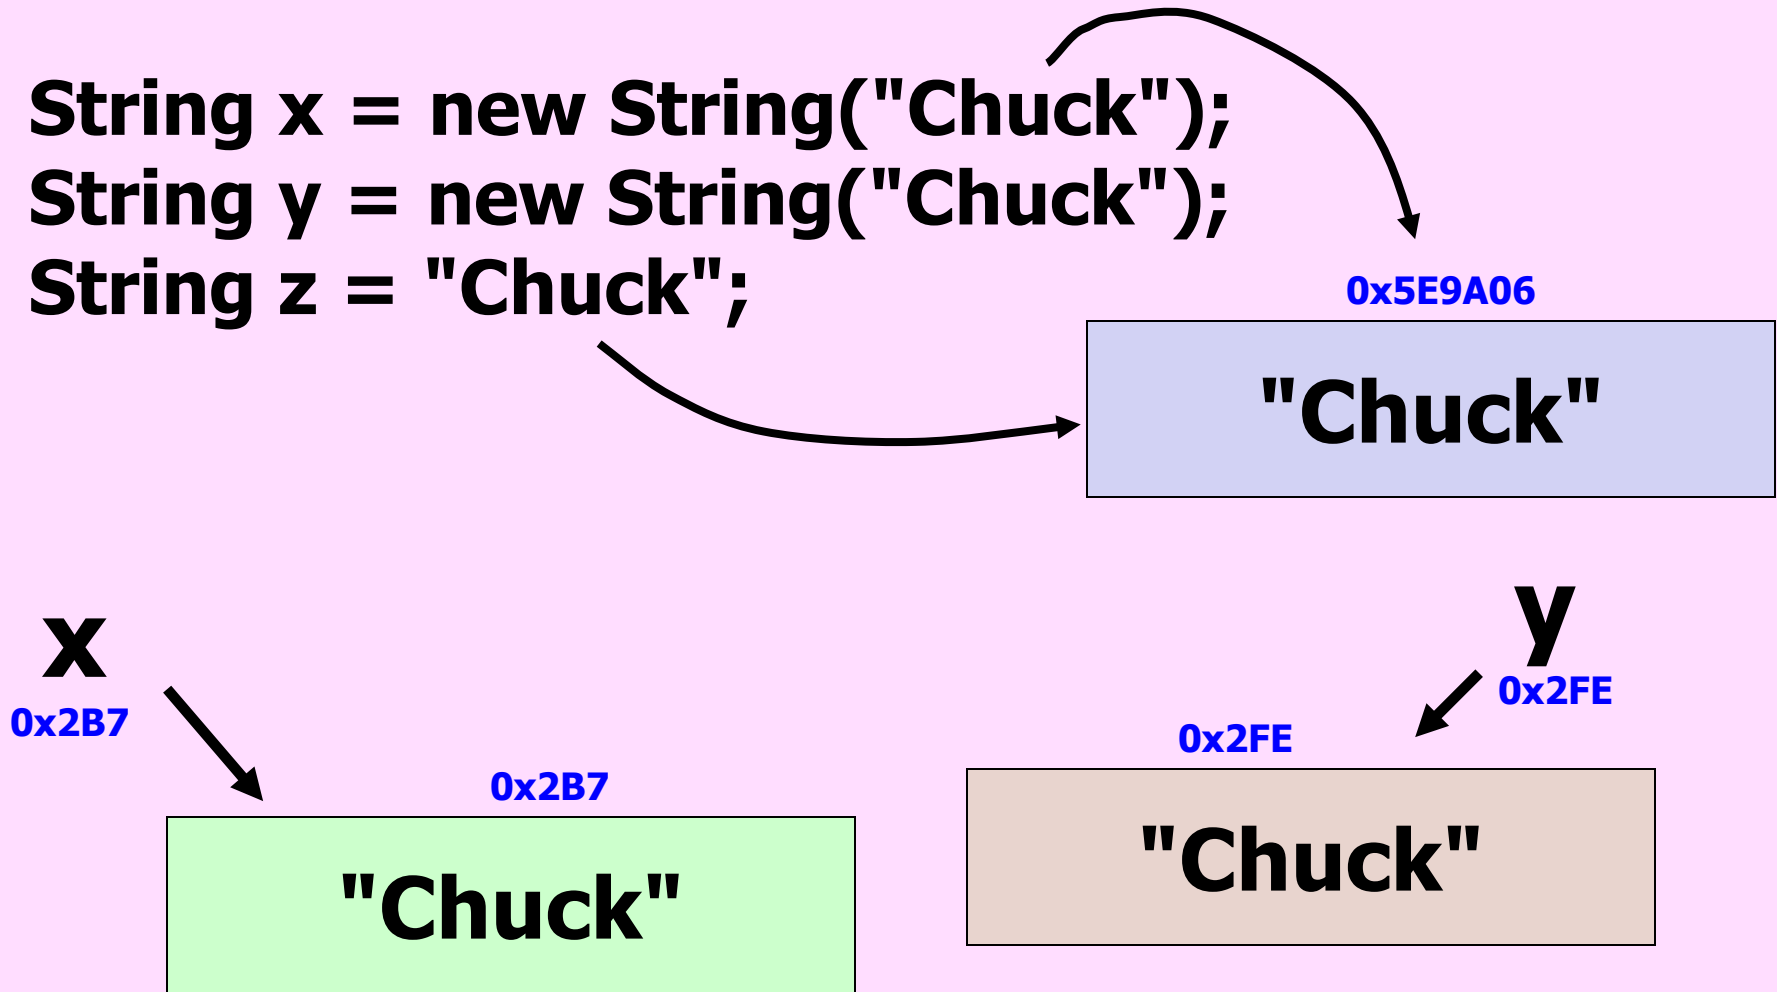 String x = new String("Chuck");
String y = new String("Chuck");
String z = "Chuck";
0x5E9A06
"Chuck"
x
0x2B7
y
0x2FE
0x2B7
"Chuck"
0x2FE
"Chuck"